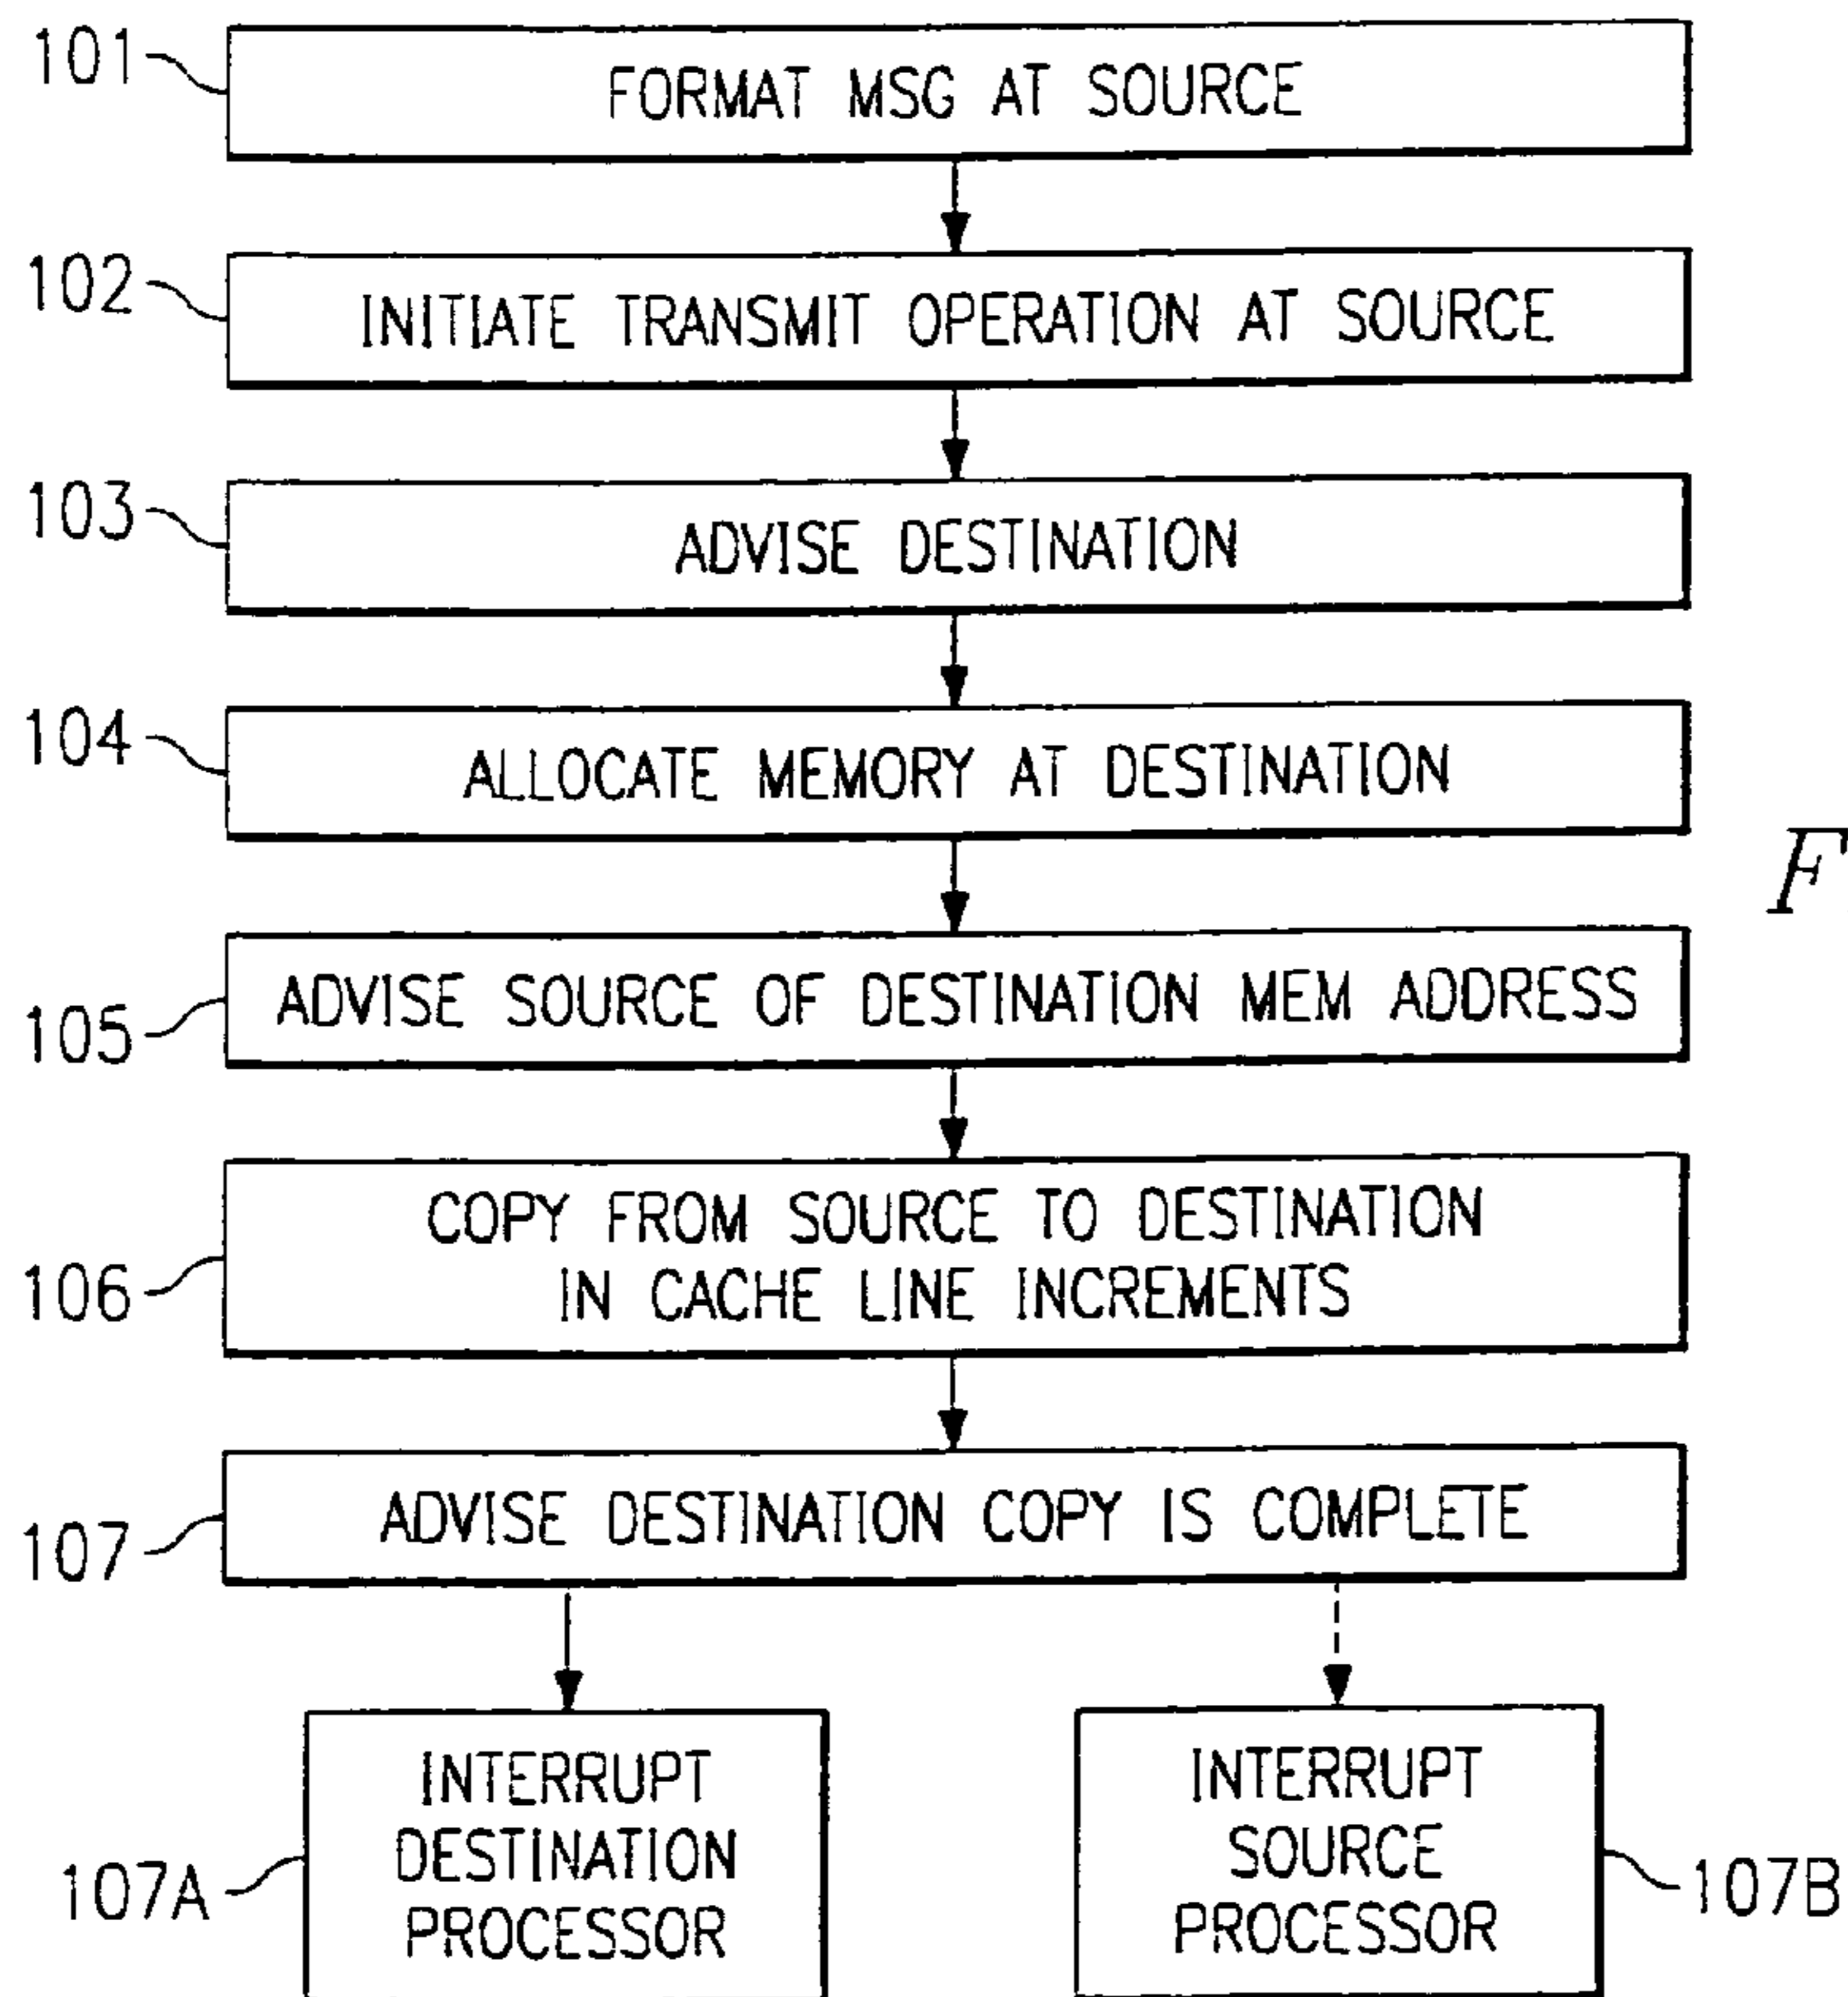 101
FORMAT MSG AT SOURCE
102
INITIATE TRANSMIT OPERATION AT SOURCE
103
ADVISE DESTINATION
104
ALLOCATE MEMORY AT DESTINATION
F
105
ADVISE SOURCE OF DESTINATION MEM ADDRESS
106
COPY FROM SOURCE TO DESTINATION
IN CACHE LINE INCREMENTS
107
ADVISE DESTINATION COPY IS COMPLETE
107A
INTERRUPT
DESTINATION
PROCESSOR
INTERRUPT
SOURCE
PROCESSOR
107B